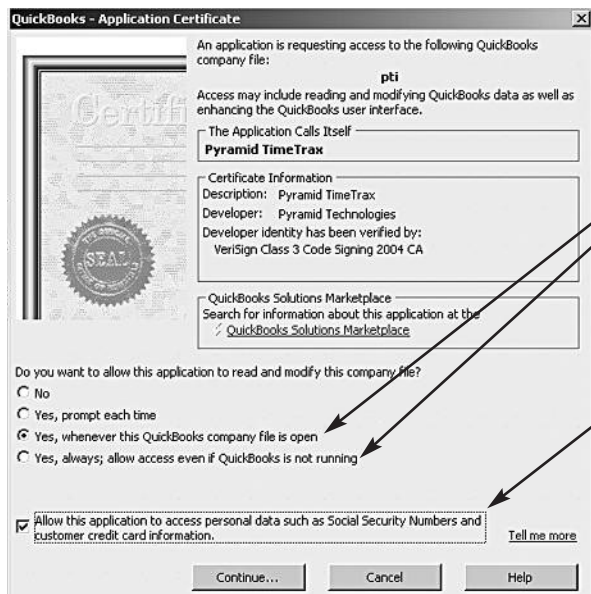 QuickBooks - Application Certificate
An application is requesting access to the following QuickBooks
company file:
pti
Access may include reading and modifying QuickBooks data as well as
enhancing the QuickBooks user interface.
The Application Calls Itself
Pyramid TimeTrax
Certificate Information
Description: Pyramid TimeTrax
Developer: Pyramid Technologies
Developer identity has been verified by:
VeriSign Class 3 Code Signing 2004 CA
QuickBooks Solutions Marketplace
Search for information about this application at the
QuickBooks Solutions Marketplace
Certifi
SEAL
Do you want to allow this application to read and modify this company file?
No
Yes, prompt each time
Yes, whenever this QuickBooks company file is open
Yes, always; allow access even if QuickBooks is not running
Allow this application to access personal data such as Social Security Numbers and
customer credit card information.
Tell me more
Continue...
Cancel
Help